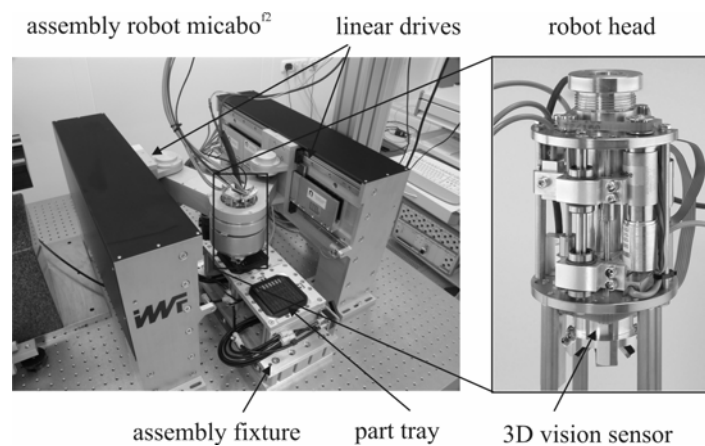 assembly robot micabo^f2 linear drives robot head
iwf
assembly fixture part tray 3D vision sensor